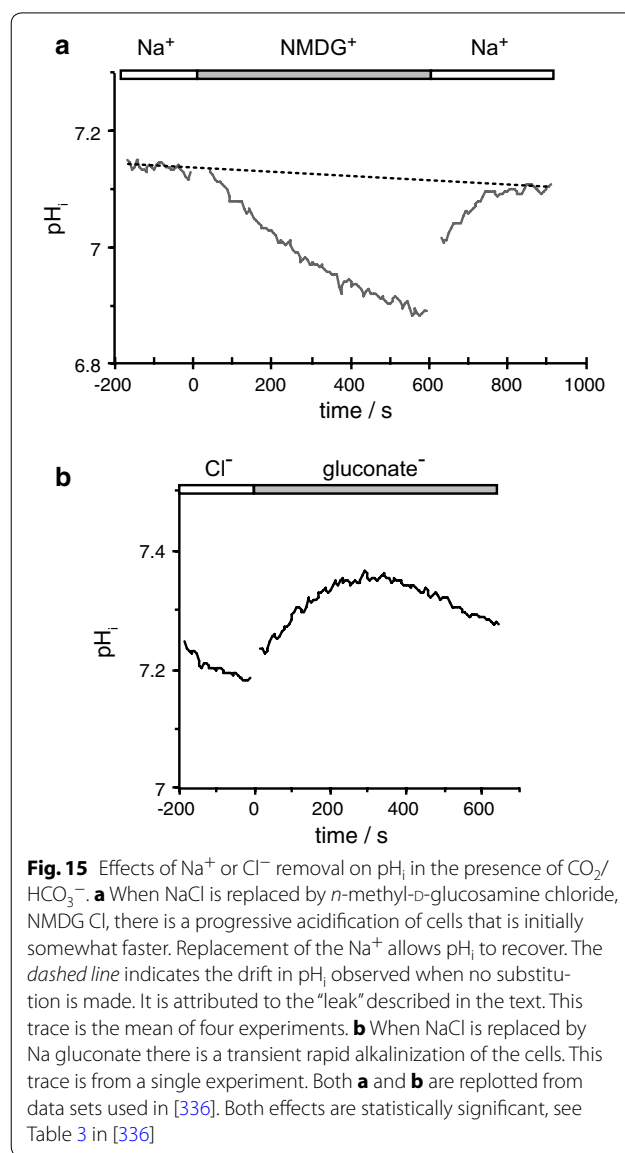 a
Na⁺ NMDG⁺ Na⁺
7.2
7
6.8
pHᵢ
-200 0 200 400 600 800 1000
time / s
b
Cl⁻ gluconate⁻
7.4
7.2
7
pHᵢ
-200 0 200 400 600
time / s
Fig. 15 Effects of Na⁺ or Cl⁻ removal on pHᵢ in the presence of CO₂/
HCO₃⁻. a When NaCl is replaced by n-methyl-D-glucosamine chloride,
NMDG Cl, there is a progressive acidification of cells that is initially
somewhat faster. Replacement of the Na⁺ allows pHᵢ to recover. The
dashed line indicates the drift in pHᵢ observed when no substitu-
tion is made. It is attributed to the “leak” described in the text. This
trace is the mean of four experiments. b When NaCl is replaced by
Na gluconate there is a transient rapid alkalinization of the cells. This
trace is from a single experiment. Both a and b are replotted from
data sets used in [336]. Both effects are statistically significant, see
Table 3 in [336]